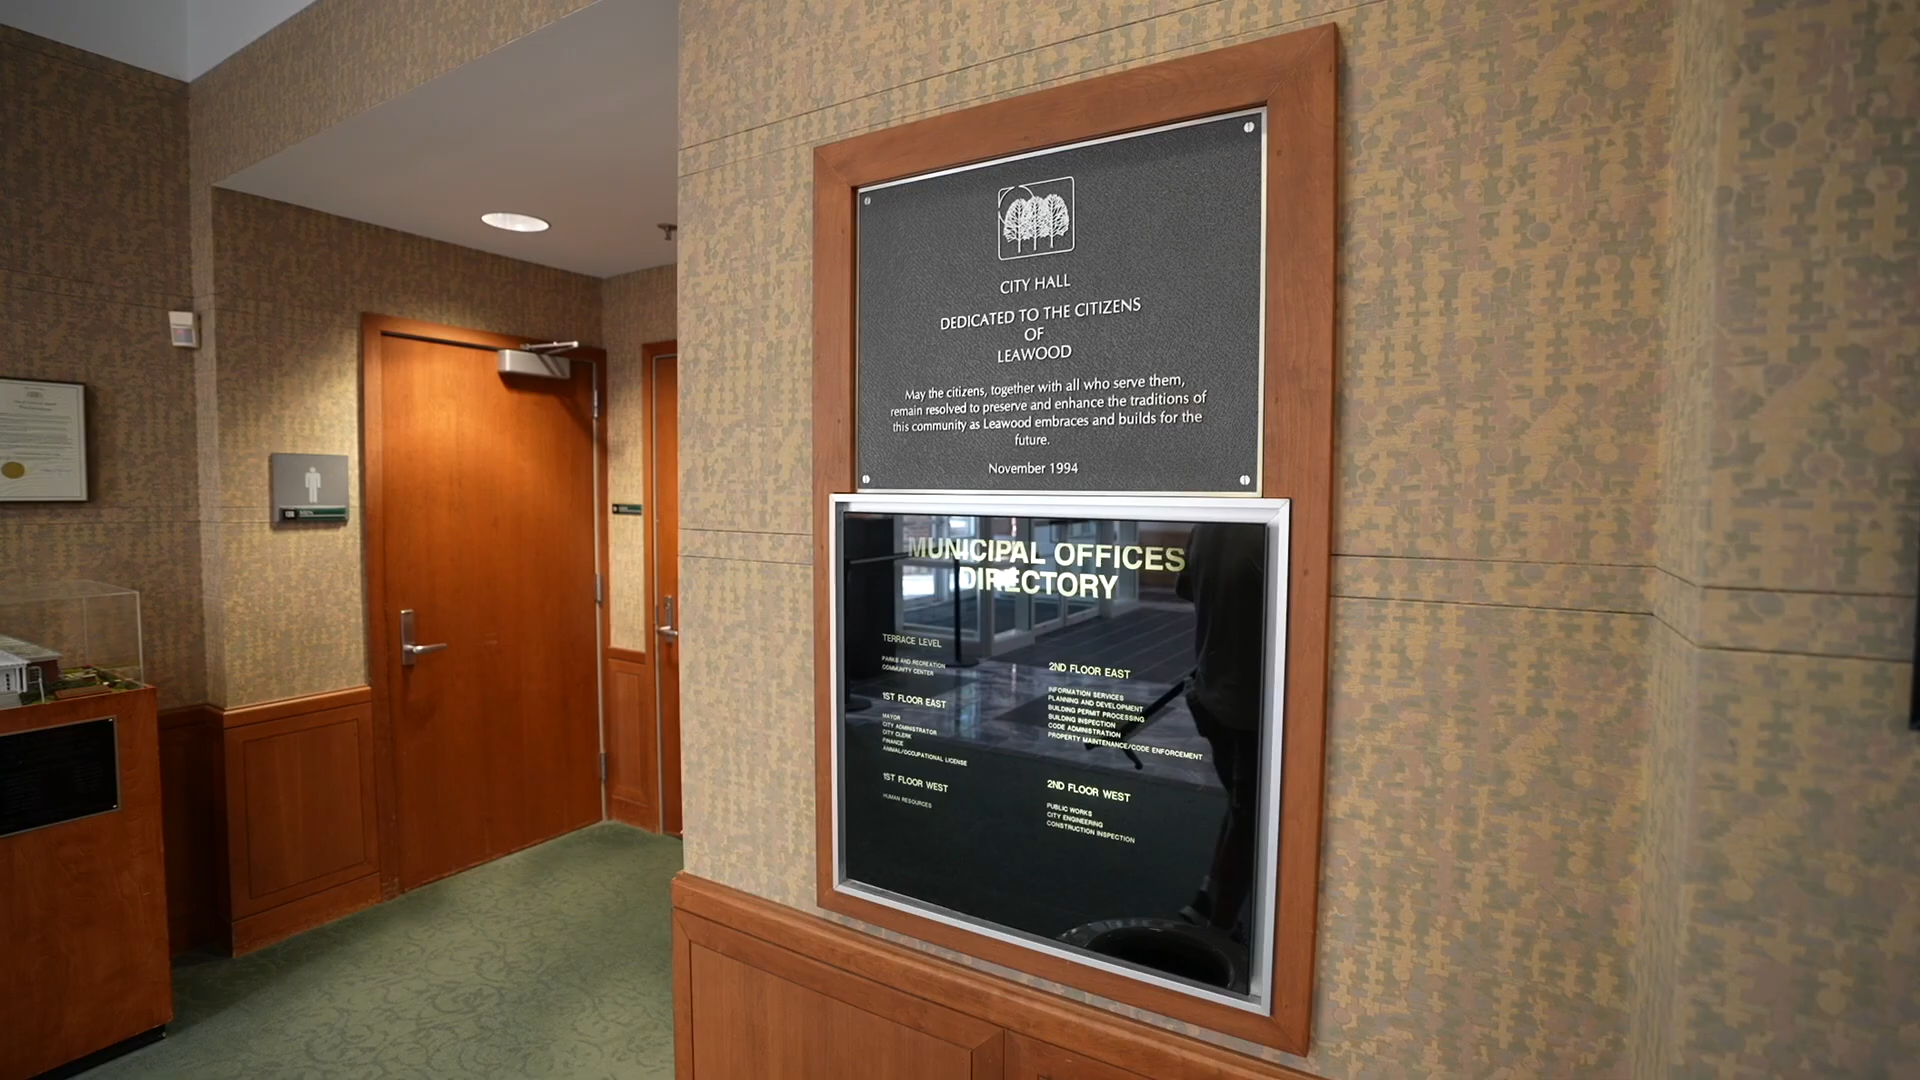 CITY HALL
DEDICATED TO THE CITIZENS
OF
LEAWOOD
May the citizens, together with all who serve them,
remain resolved to preserve and enhance the traditions of
this community as Leawood embraces and builds for the
future.
November 1994
MUNICIPAL OFFICES
DIRECTORY
TERRACE LEVEL
PARKS AND RECREATION
COMMUNITY CENTER
1ST FLOOR EAST
MAYOR
CITY ADMINISTRATOR
CITY CLERK
FINANCE
ANIMAL/OCCUPATIONAL LICENSE
1ST FLOOR WEST
HUMAN RESOURCES
2ND FLOOR EAST
INFORMATION SERVICES
PLANNING AND DEVELOPMENT
BUILDING PERMIT PROCESSING
BUILDING INSPECTION
CODE ADMINISTRATION
PROPERTY MAINTENANCE/CODE ENFORCEMENT
2ND FLOOR WEST
PUBLIC WORKS
CITY ENGINEERING
CONSTRUCTION INSPECTION